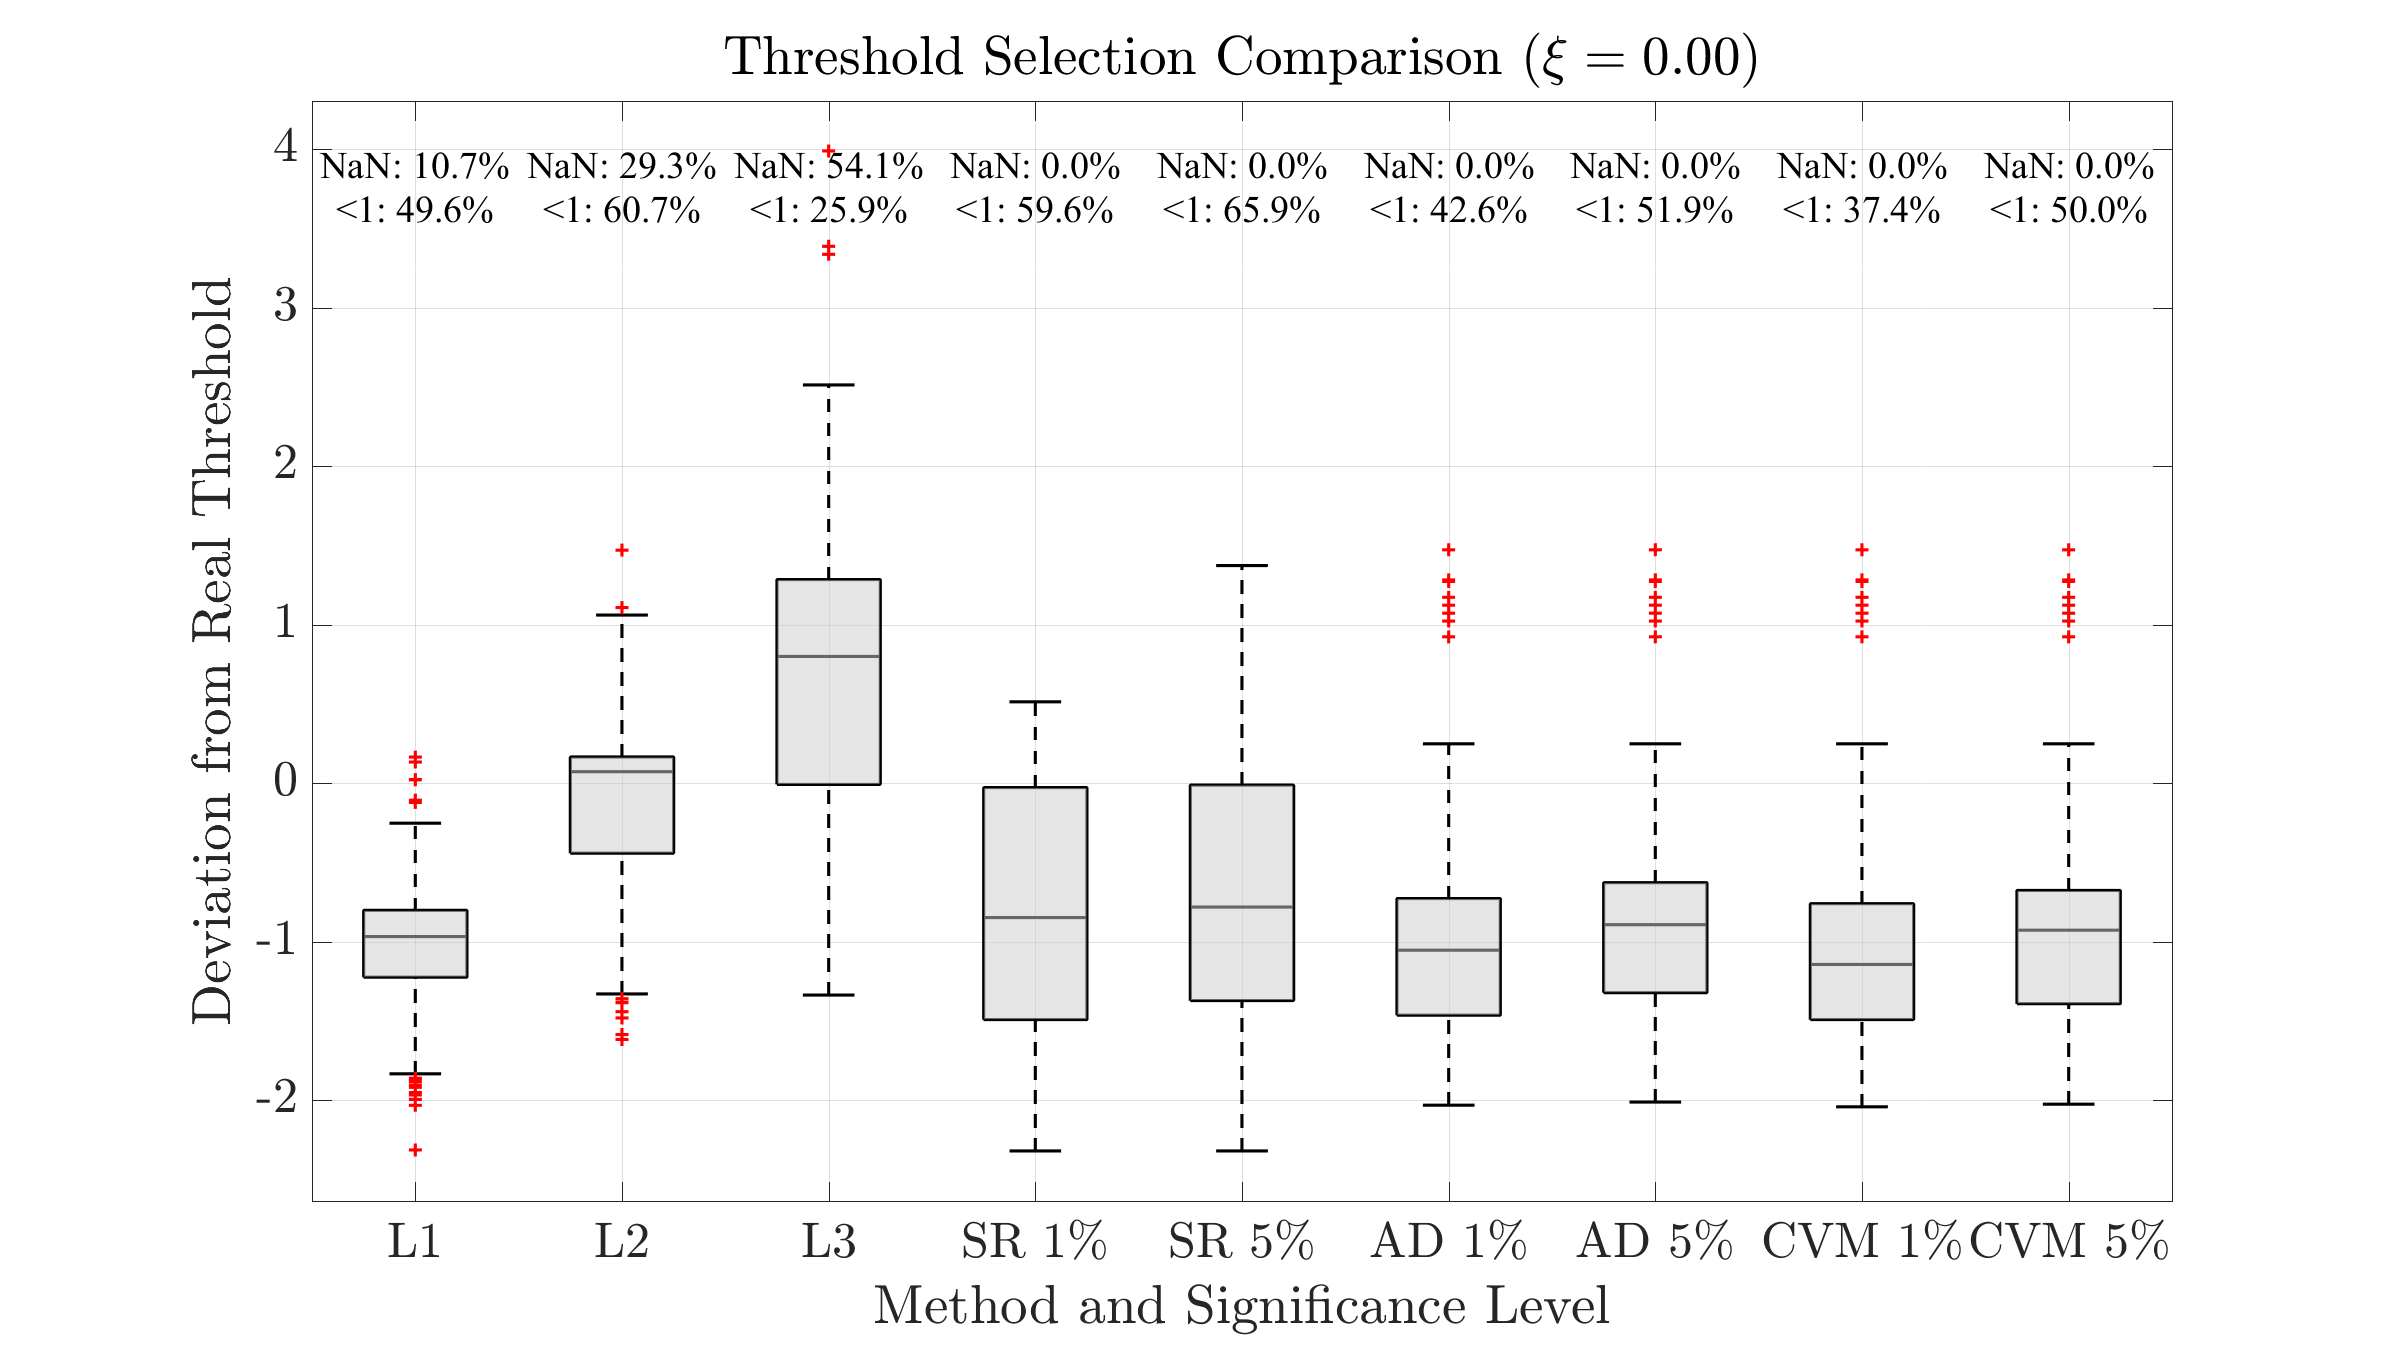 Threshold Selection Comparison (ξ = 0.00)
NaN: 10.7% NaN: 29.3% NaN: 54.1% NaN: 0.0% NaN: 0.0% NaN: 0.0% NaN: 0.0% NaN: 0.0% NaN: 0.0%
<1: 49.6% <1: 60.7% <1: 25.9% <1: 59.6% <1: 65.9% <1: 42.6% <1: 51.9% <1: 37.4% <1: 50.0%
4
3
2
1
0
-1
-2
Deviation from Real Threshold
L1 L2 L3 SR 1% SR 5% AD 1% AD 5% CVM 1% CVM 5%
Method and Significance Level